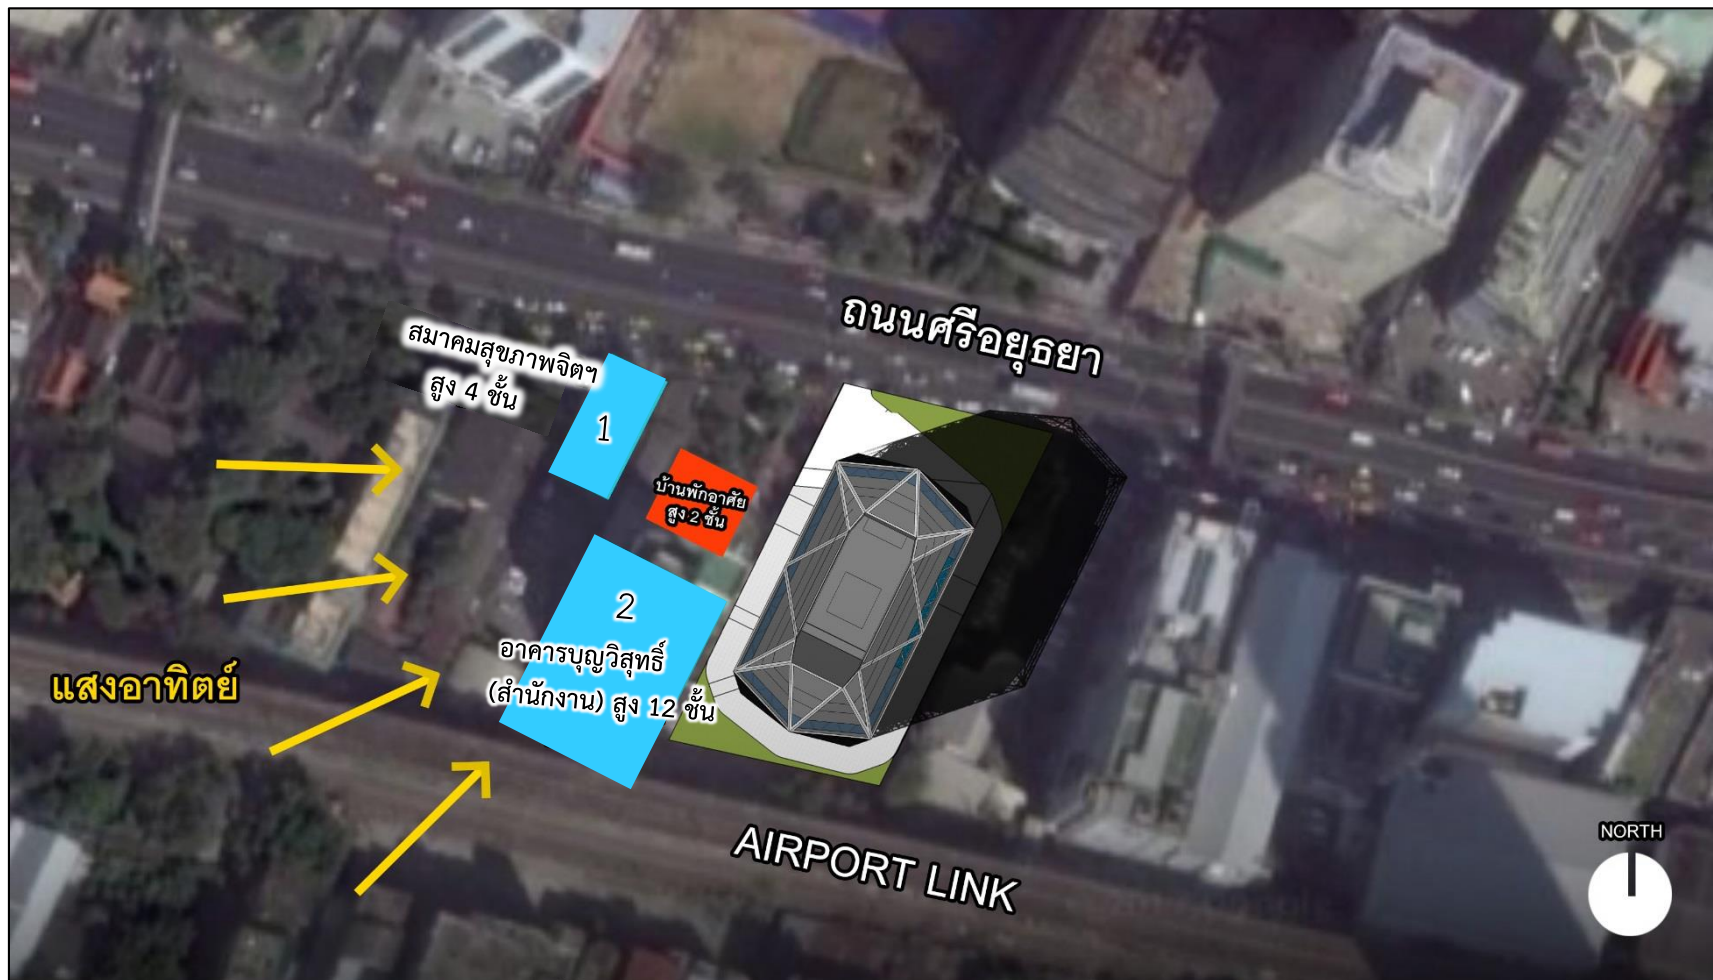 ถนนศรีอยุธยา
สมาคมสุขภาพจิตฯ
สูง 4 ชั้น
1
บ้านพักอาศัย
สูง 2 ชั้น
2
อาคารบุญวิสุทธิ์
(สำนักงาน) สูง 12 ชั้น
แสงอาทิตย์
AIRPORT LINK
NORTH